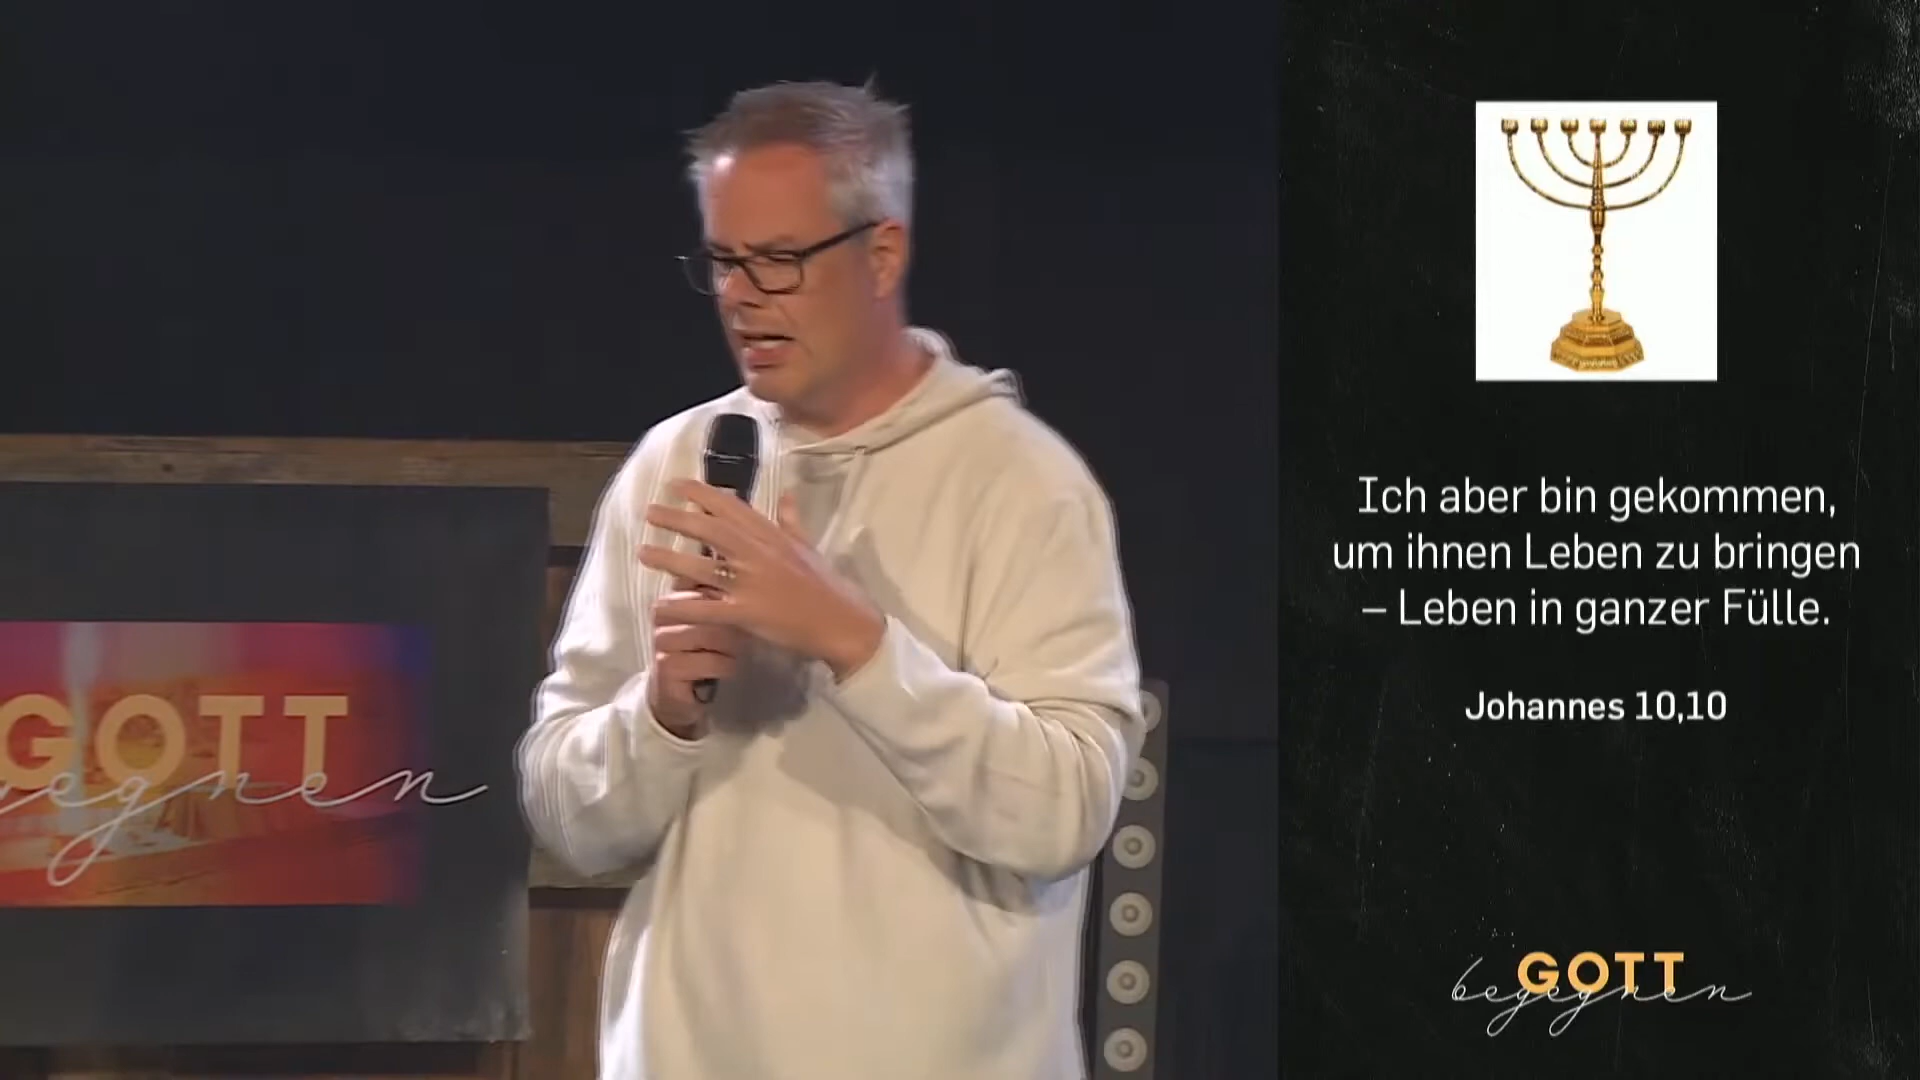 GOTT
begegnen
Ich aber bin gekommen,
um ihnen Leben zu bringen
– Leben in ganzer Fülle.
Johannes 10,10
GOTT
begegnen